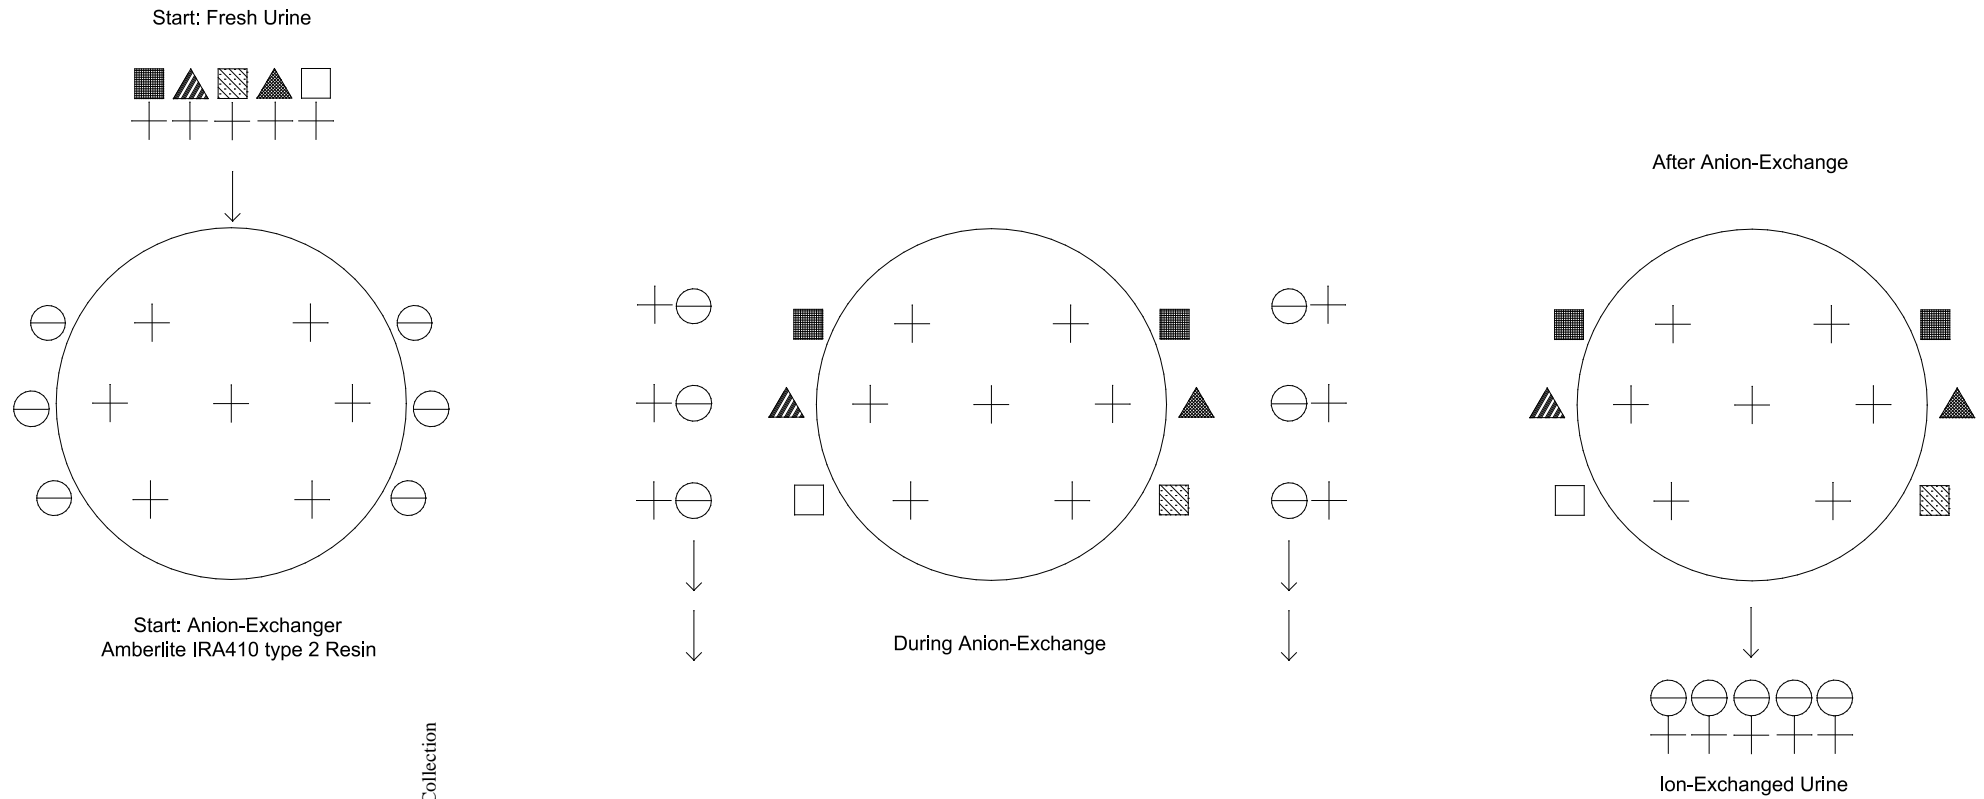 Start: Fresh Urine
After Anion-Exchange
Start: Anion-Exchanger
Amberlite IRA410 type 2 Resin
During Anion-Exchange
Collection
Ion-Exchanged Urine